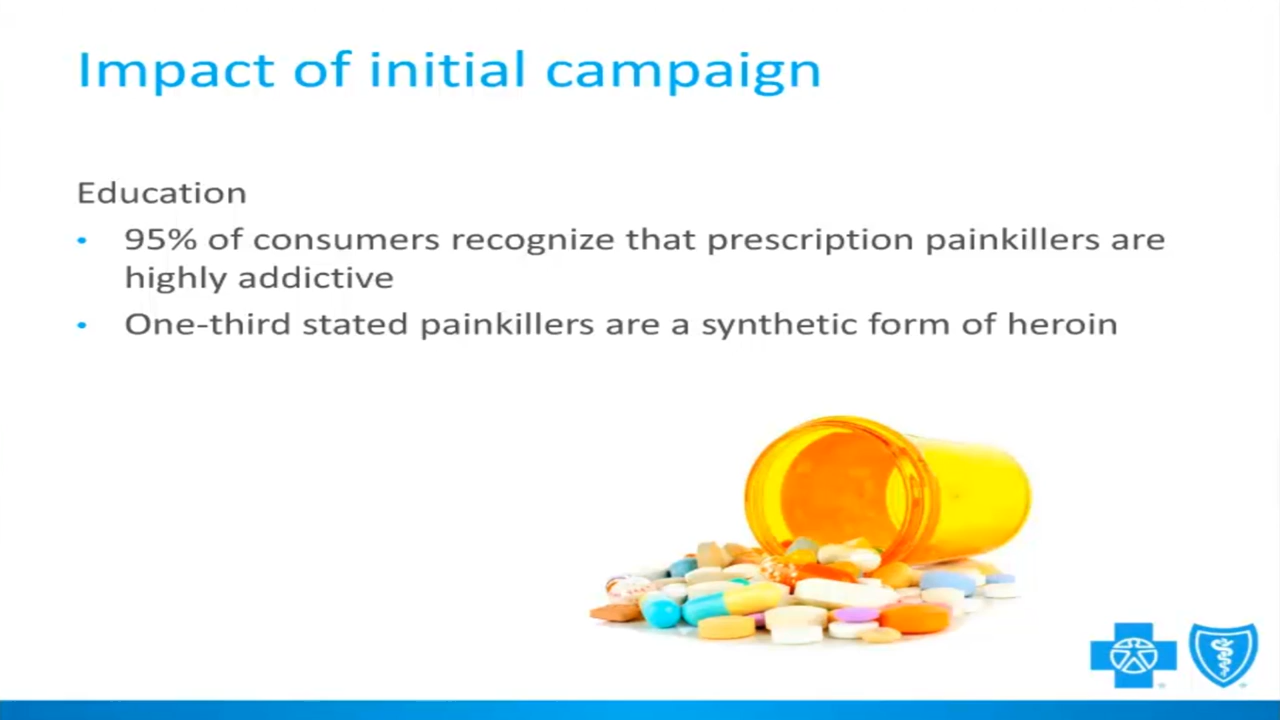 Impact of initial campaign
Education
• 95% of consumers recognize that prescription painkillers are
highly addictive
• One-third stated painkillers are a synthetic form of heroin